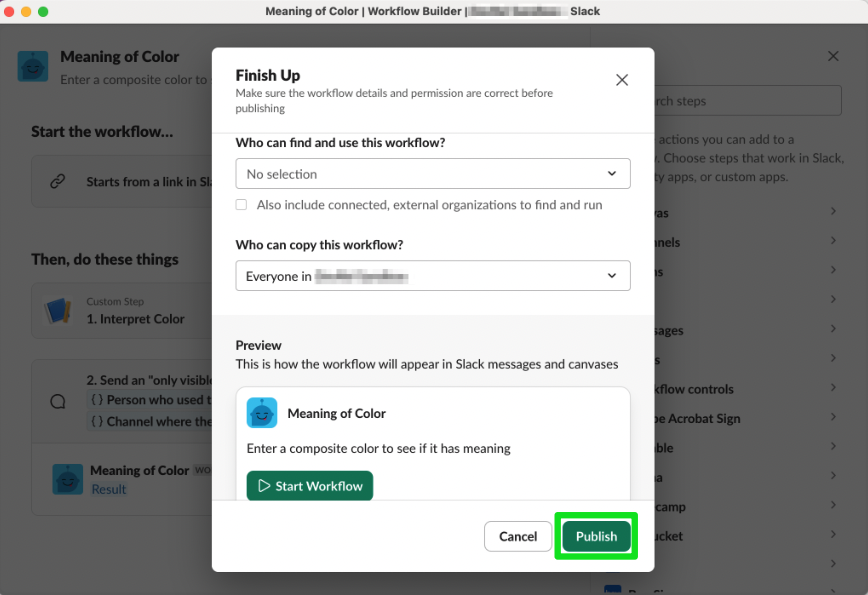 Meaning of Color | Workflow Builder | Slack
Meaning of Color
Enter a composite color to
Start the workflow...
Starts from a link in Sla
Then, do these things
Custom Step
1. Interpret Color
2. Send an "only visible
{} Person who used t
{} Channel where the
Meaning of Color WO
Result
Finish Up
Make sure the workflow details and permission are correct before
publishing
Who can find and use this workflow?
No selection
Also include connected, external organizations to find and run
Who can copy this workflow?
Everyone in
Preview
This is how the workflow will appear in Slack messages and canvases
Meaning of Color
Enter a composite color to see if it has meaning
Start Workflow
Cancel
Publish
rch steps
actions you can add to a
. Choose steps that work in Slack,
ty apps, or custom apps.
as
nels
ns
sages
s
kflow controls
be Acrobat Sign
ble
na
camp
ucket